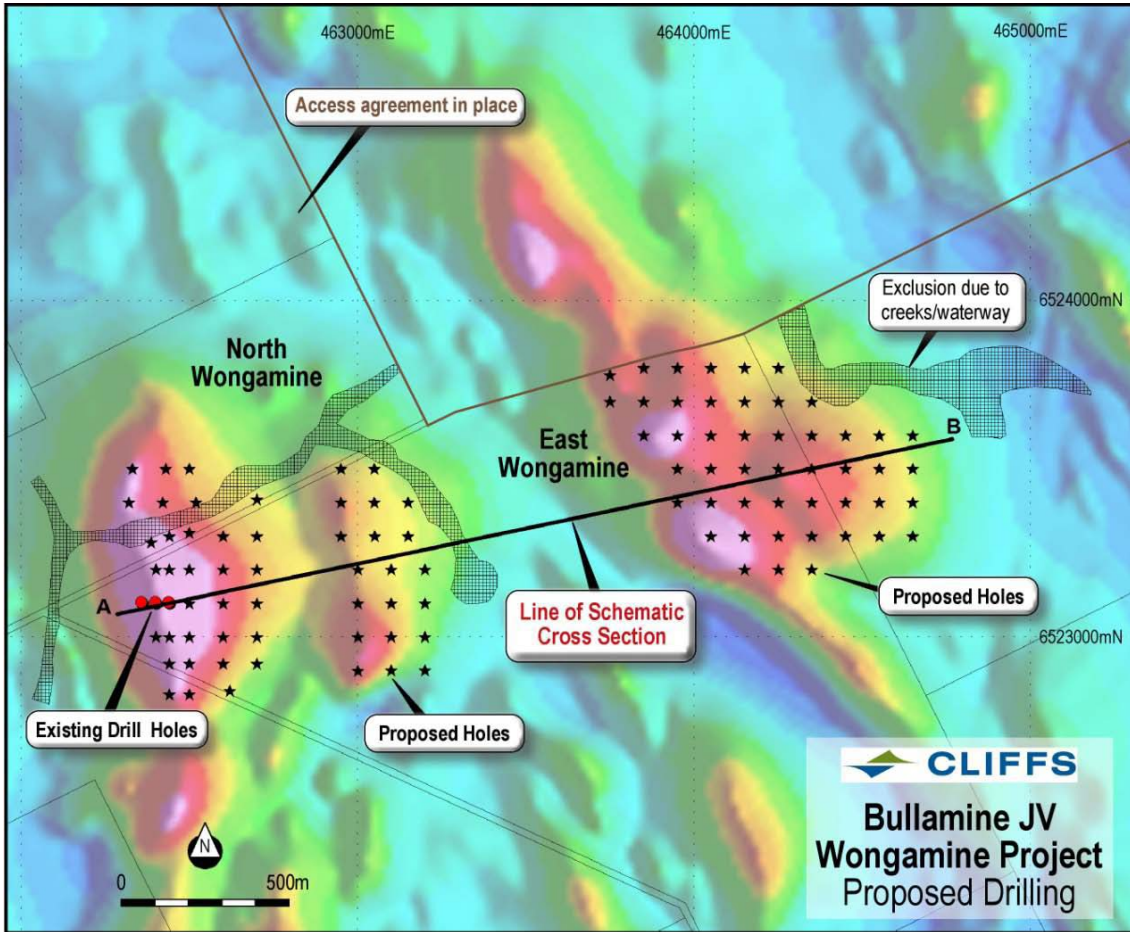 463000mE
464000mE
465000mE
Access agreement in place
6524000mN
Exclusion due to
creeks/waterway
North
Wongamine
East
Wongamine
B
A
Proposed Holes
Line of Schematic
Cross Section
6523000mN
Existing Drill Holes
Proposed Holes
CLIFFS
Bullamine JV
Wongamine Project
Proposed Drilling
N
0
500m